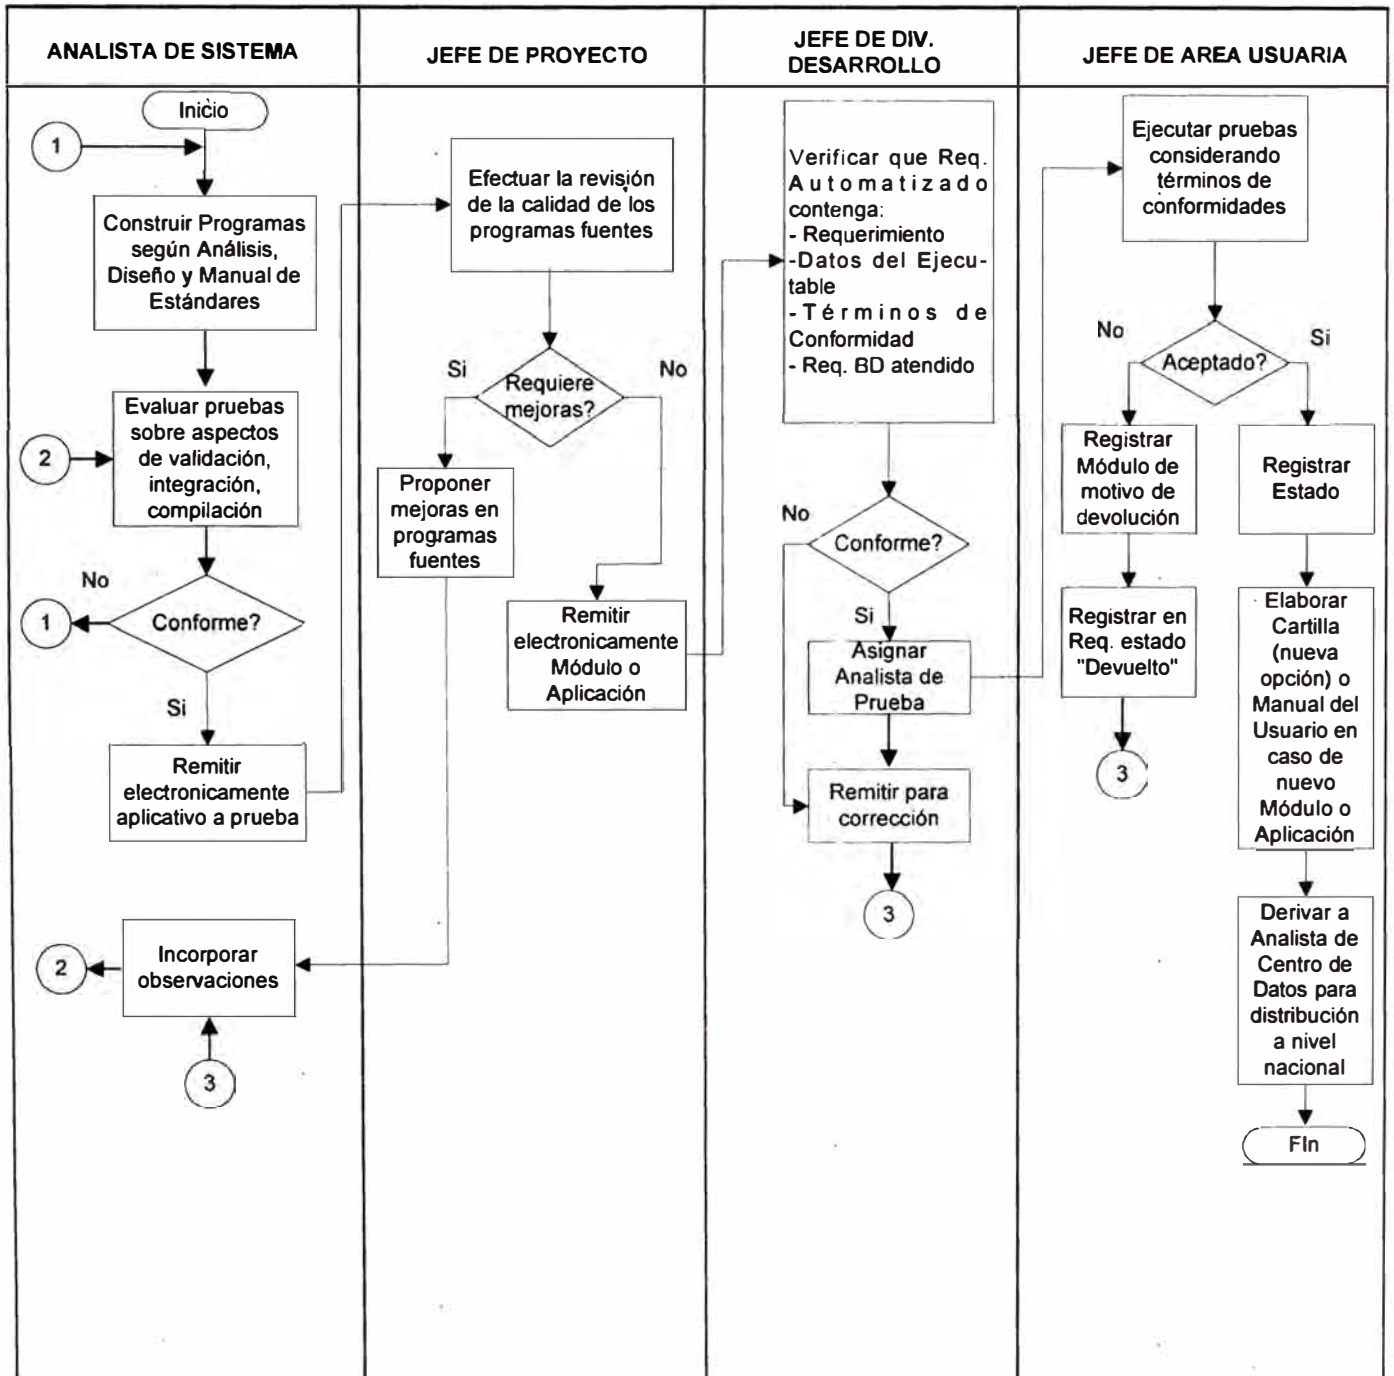 ANALISTA DE SISTEMA
JEFE DE PROYECTO
JEFE DE DIV.
DESARROLLO
JEFE DE AREA USUARIA
Inicio
1
Construir Programas
según Análisis,
Diseño y Manual de
Estándares
Evaluar pruebas
sobre aspectos
de validación,
integración,
compilación
2
No
1
Conforme?
Si
Remitir
electronicamente
aplicativo a prueba
Incorporar
observaciones
2
3
Efectuar la revisión
de la calidad de los
programas fuentes
Si
Requiere
mejoras?
No
Proponer
mejoras en
programas
fuentes
Remitir
electronicamente
Módulo o
Aplicación
Verificar que Req.
Automatizado
contenga:
- Requerimiento
-Datos del Ejecu-
table
-Términos de
Conformidad
- Req. BD atendido
No
Conforme?
Si
Asignar
Analista de
Prueba
Remitir para
corrección
3
Ejecutar pruebas
considerando
términos de
conformidades
No
Aceptado?
Si
Registrar
Módulo de
motivo de
devolución
Registrar en
Req. estado
"Devuelto"
3
Registrar
Estado
Elaborar
Cartilla
(nueva
opción) o
Manual del
Usuario en
caso de
nuevo
Módulo o
Aplicación
Derivar a
Analista de
Centro de
Datos para
distribución
a nivel
nacional
FIn